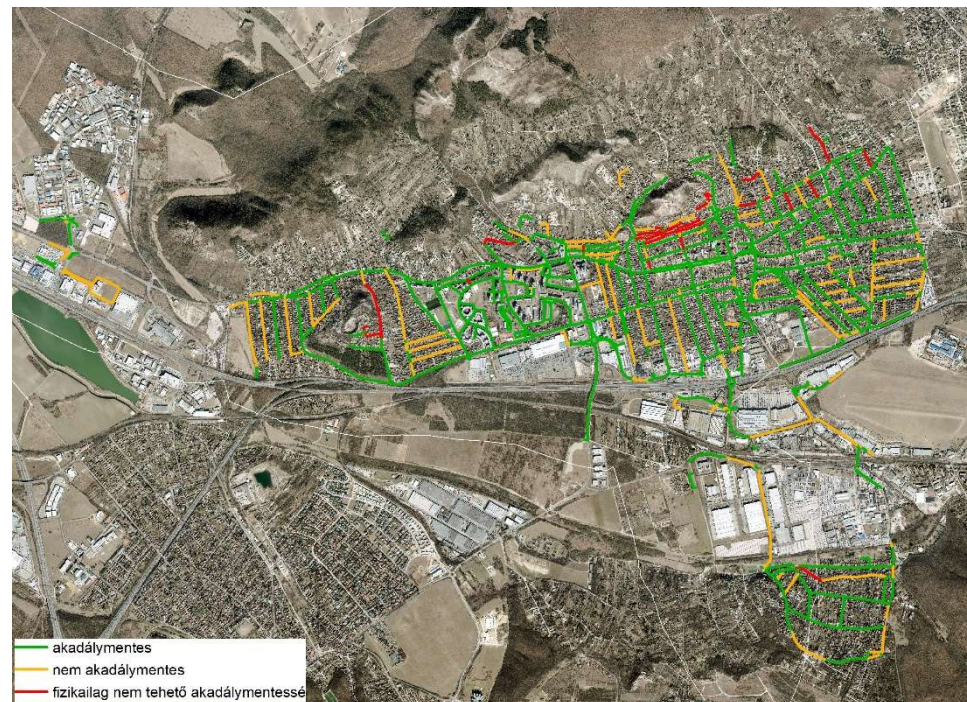 akadálymentes
nem akadálymentes
fizikailag nem tehető akadálymentessé